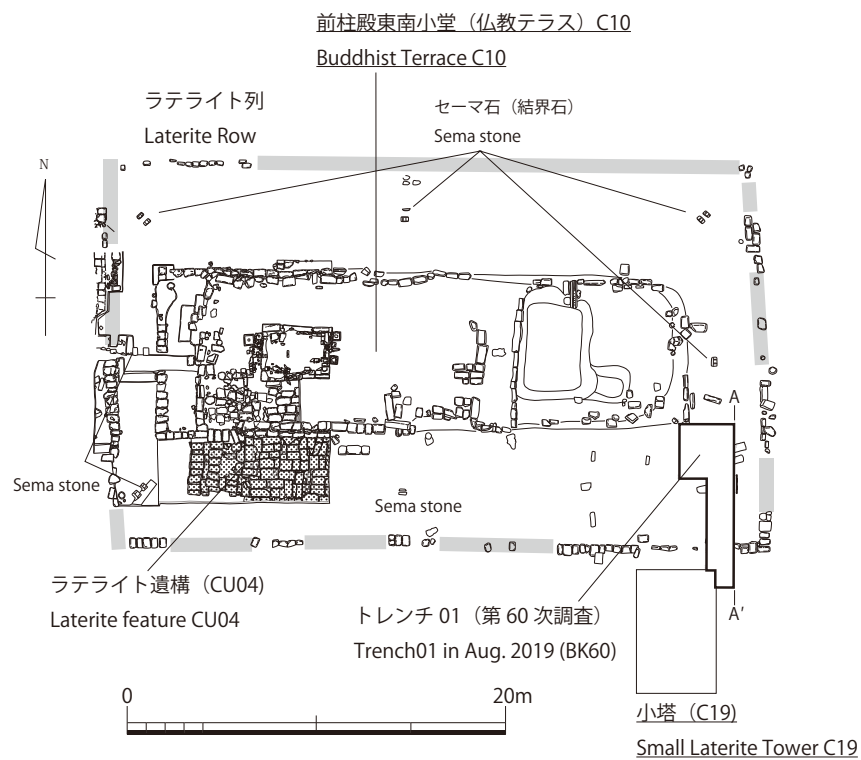 前柱殿東南小堂（仏教テラス）C10
Buddhist Terrace C10
ラテライト列
Laterite Row
セーマ石（結界石）
Sema stone
N
A
Sema stone
Sema stone
ラテライト遺構（CU04)
Laterite feature CU04
トレンチ 01（第 60 次調査）
Trench01 in Aug. 2019 (BK60)
A’
0
20m
小塔（C19)
Small Laterite Tower C19